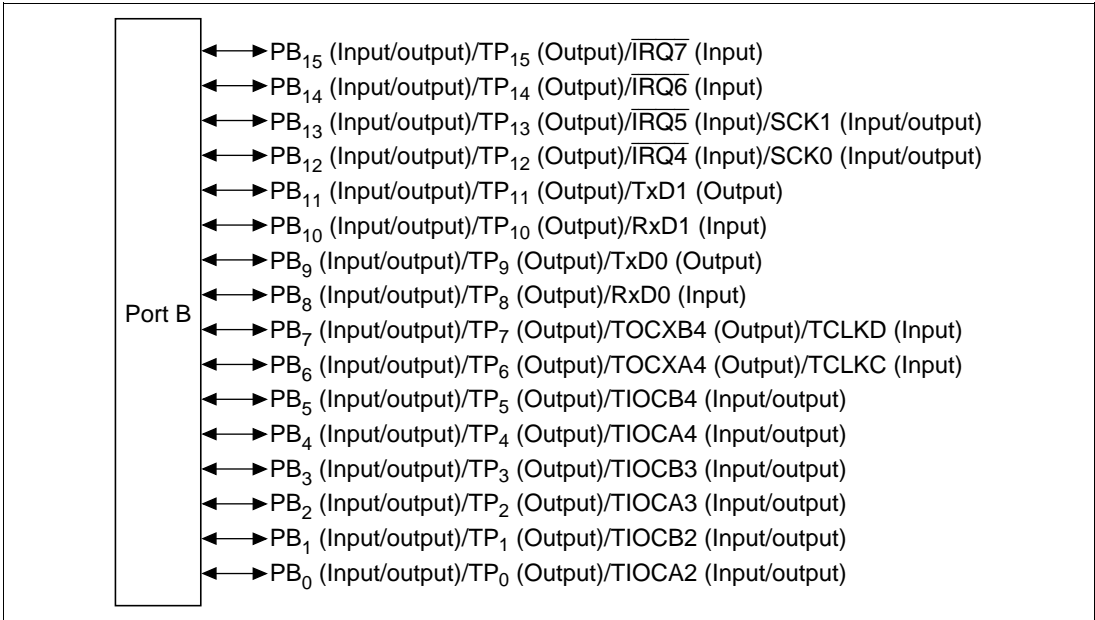 PB₁₅ (Input/output)/TP₁₅ (Output)/I̅R̅Q̅7̅ (Input)
PB₁₄ (Input/output)/TP₁₄ (Output)/I̅R̅Q̅6̅ (Input)
PB₁₃ (Input/output)/TP₁₃ (Output)/I̅R̅Q̅5̅ (Input)/SCK1 (Input/output)
PB₁₂ (Input/output)/TP₁₂ (Output)/I̅R̅Q̅4̅ (Input)/SCK0 (Input/output)
PB₁₁ (Input/output)/TP₁₁ (Output)/TxD1 (Output)
PB₁₀ (Input/output)/TP₁₀ (Output)/RxD1 (Input)
PB₉ (Input/output)/TP₉ (Output)/TxD0 (Output)
PB₈ (Input/output)/TP₈ (Output)/RxD0 (Input)
Port B
PB₇ (Input/output)/TP₇ (Output)/TOCXB4 (Output)/TCLKD (Input)
PB₆ (Input/output)/TP₆ (Output)/TOCXA4 (Output)/TCLKC (Input)
PB₅ (Input/output)/TP₅ (Output)/TIOCB4 (Input/output)
PB₄ (Input/output)/TP₄ (Output)/TIOCA4 (Input/output)
PB₃ (Input/output)/TP₃ (Output)/TIOCB3 (Input/output)
PB₂ (Input/output)/TP₂ (Output)/TIOCA3 (Input/output)
PB₁ (Input/output)/TP₁ (Output)/TIOCB2 (Input/output)
PB₀ (Input/output)/TP₀ (Output)/TIOCA2 (Input/output)